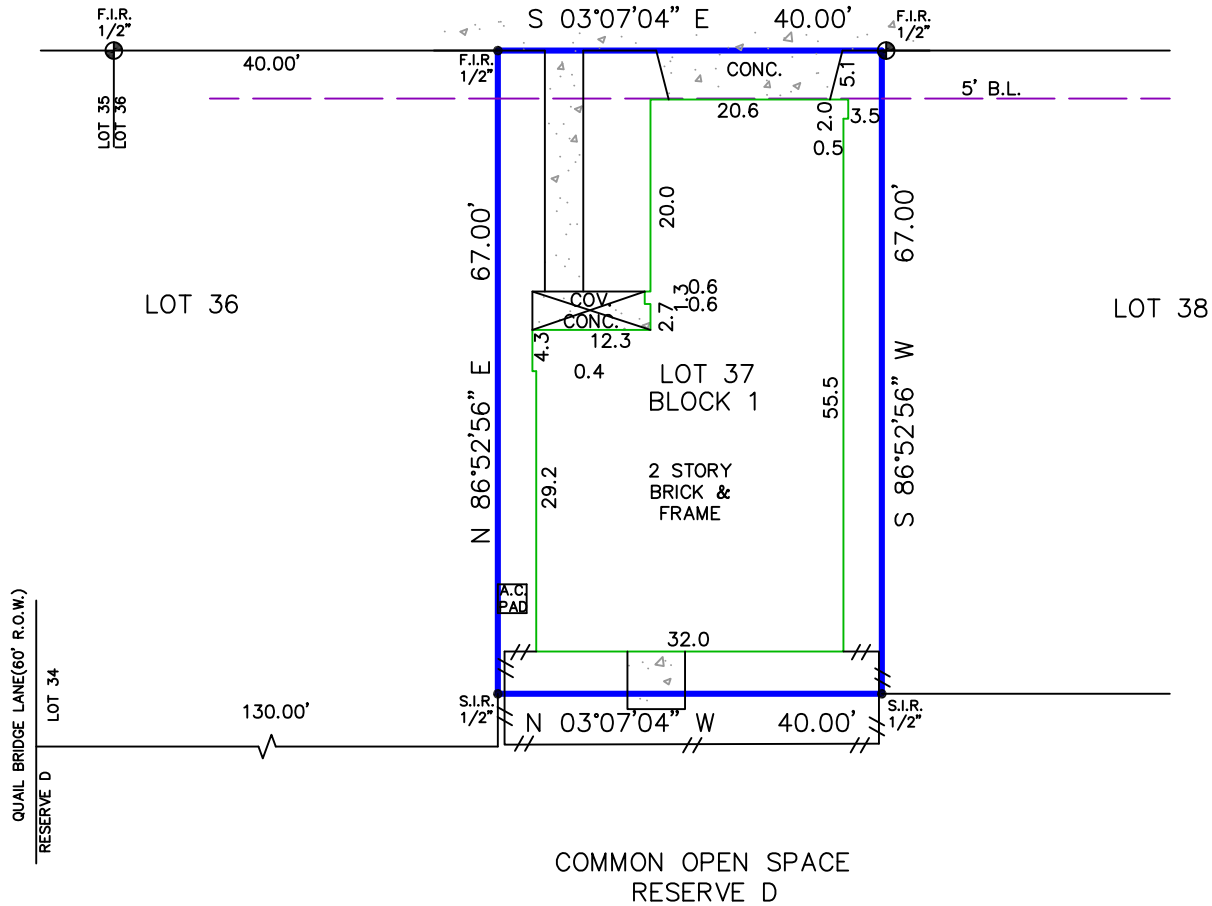 F.I.R.
1/2"
S 03°07'04" E 40.00'
F.I.R.
1/2"
40.00'
F.I.R.
1/2"
CONC.
5.1
5' B.L.
LOT 35
LOT 36
20.6
2.0
3.5
0.5
20.0
67.00'
67.00'
LOT 36
COV.
CONC.
2.7
1.3
0.6
0.6
LOT 38
4.3
12.3
0.4
LOT 37
BLOCK 1
55.5
N 86°52'56" E
S 86°52'56" W
29.2
2 STORY
BRICK &
FRAME
A.C.
PAD
32.0
QUAIL BRIDGE LANE(60' R.O.W.)
LOT 34
130.00'
S.I.R.
1/2"
N 03°07'04" W 40.00'
S.I.R.
1/2"
RESERVE D
COMMON OPEN SPACE
RESERVE D